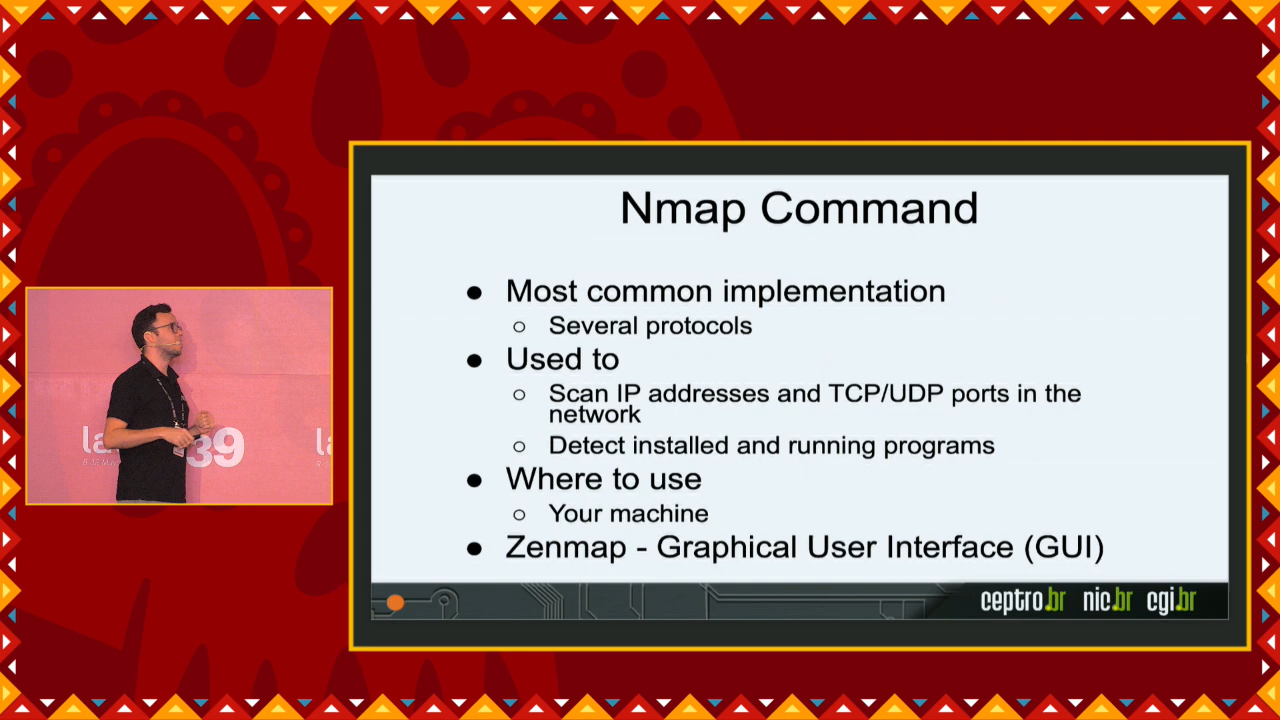 Nmap Command
● Most common implementation
○ Several protocols
● Used to
○ Scan IP addresses and TCP/UDP ports in the
network
○ Detect installed and running programs
● Where to use
○ Your machine
● Zenmap - Graphical User Interface (GUI)
ceptro.br nic.br cgi.br
la
39